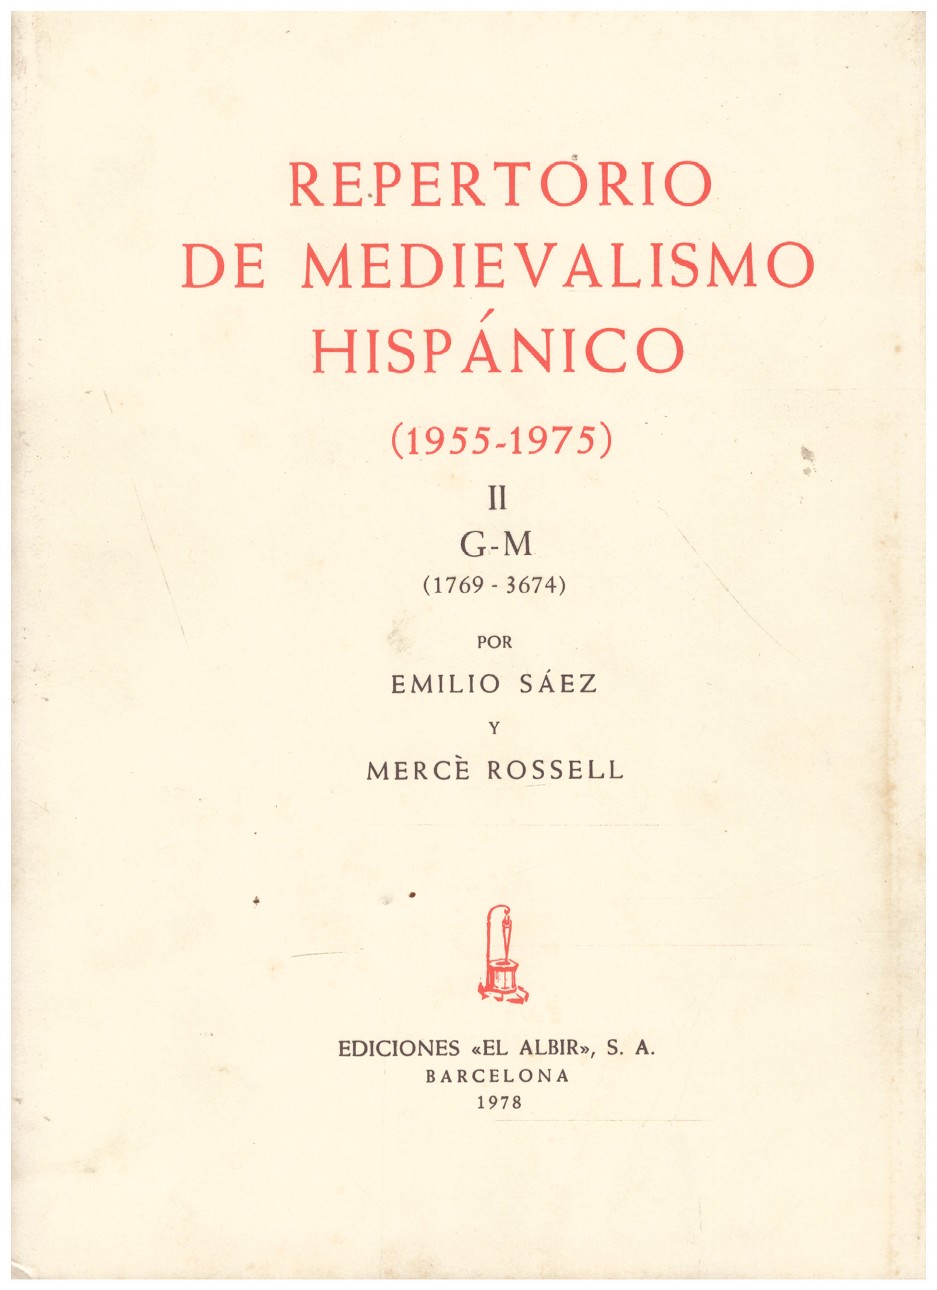 REPERTORIO
DE MEDIEVALISMO
HISPÁNICO
(1955-1975)
II
G-M
(1769 - 3674)
POR
EMILIO SÁEZ
Y
MERCÈ ROSSELL
EDICIONES «EL ALBIR», S. A.
BARCELONA
1978